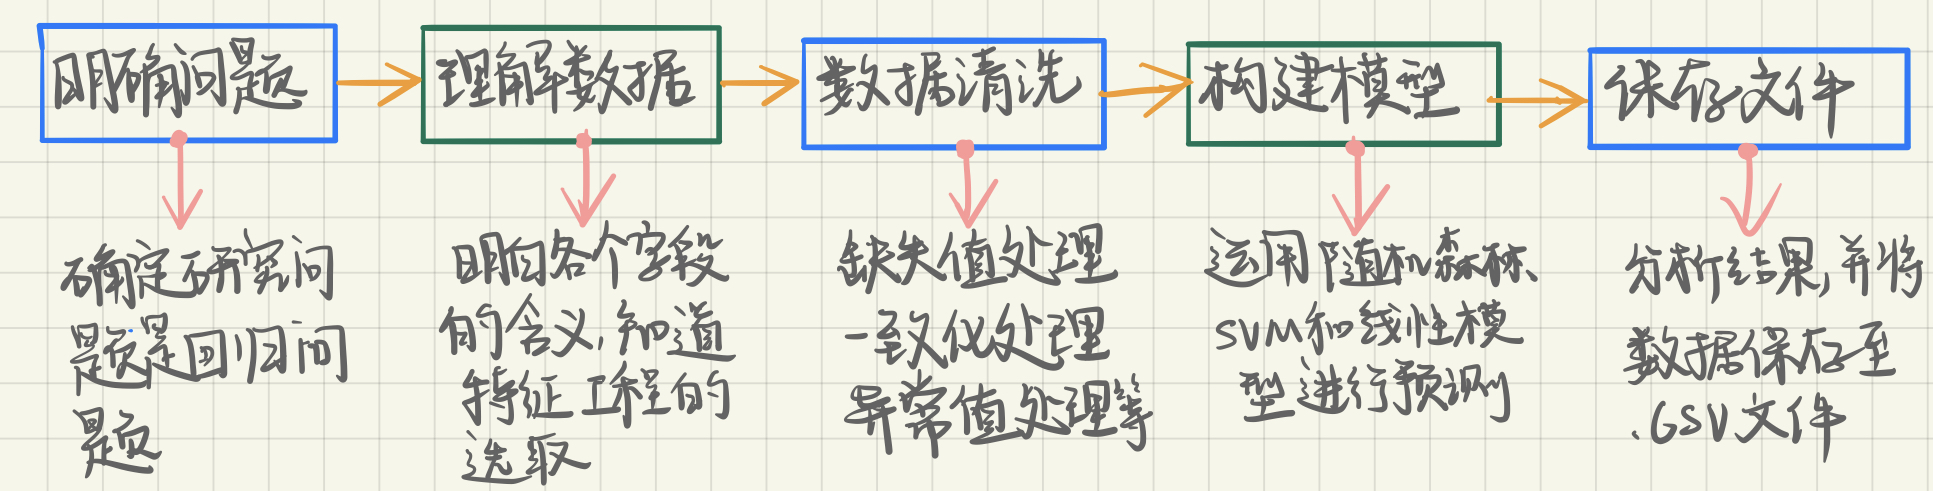 明确问题
理解数据
数据清洗
构建模型
保存文件
确定研究问
题是回归问
题
明白各个字段
的含义,知道
特征工程的
选取
缺失值处理
一致化处理
异常值处理等
运用随机森林、
SVM和线性模
型进行预测
分析结果,并将
数据保存至
.CSV文件